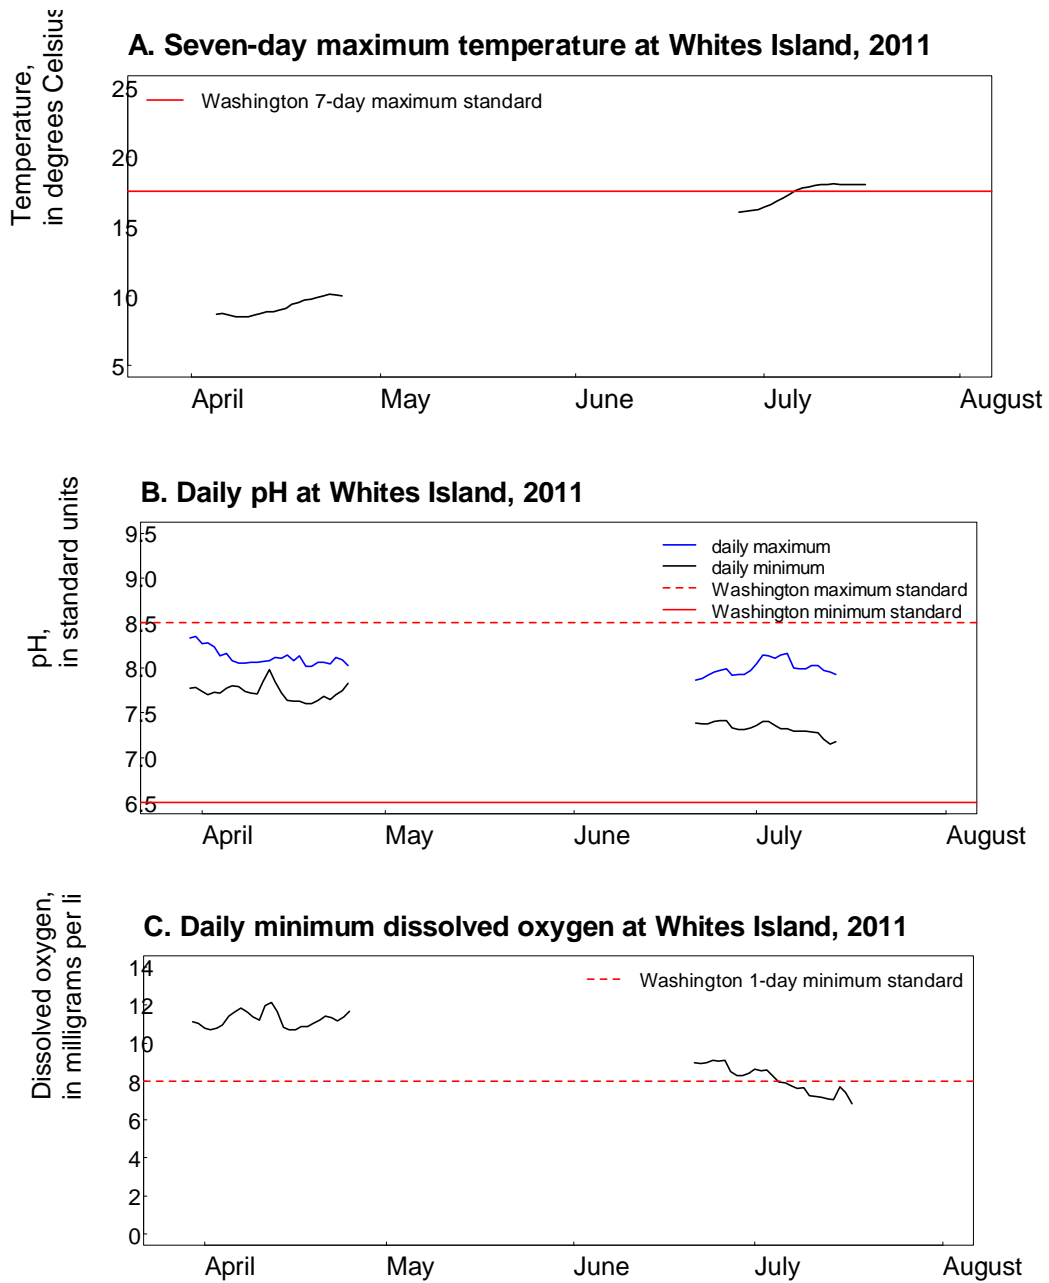 A. Seven-day maximum temperature at Whites Island, 2011
Temperature,
in degrees Celsius
Washington 7-day maximum standard
25
20
15
10
5
April May June July August
B. Daily pH at Whites Island, 2011
pH,
in standard units
daily maximum
daily minimum
Washington maximum standard
Washington minimum standard
9.5
9.0
8.5
8.0
7.5
7.0
6.5
April May June July August
C. Daily minimum dissolved oxygen at Whites Island, 2011
Dissolved oxygen,
in milligrams per li
Washington 1-day minimum standard
14
12
10
8
6
4
2
0
April May June July August